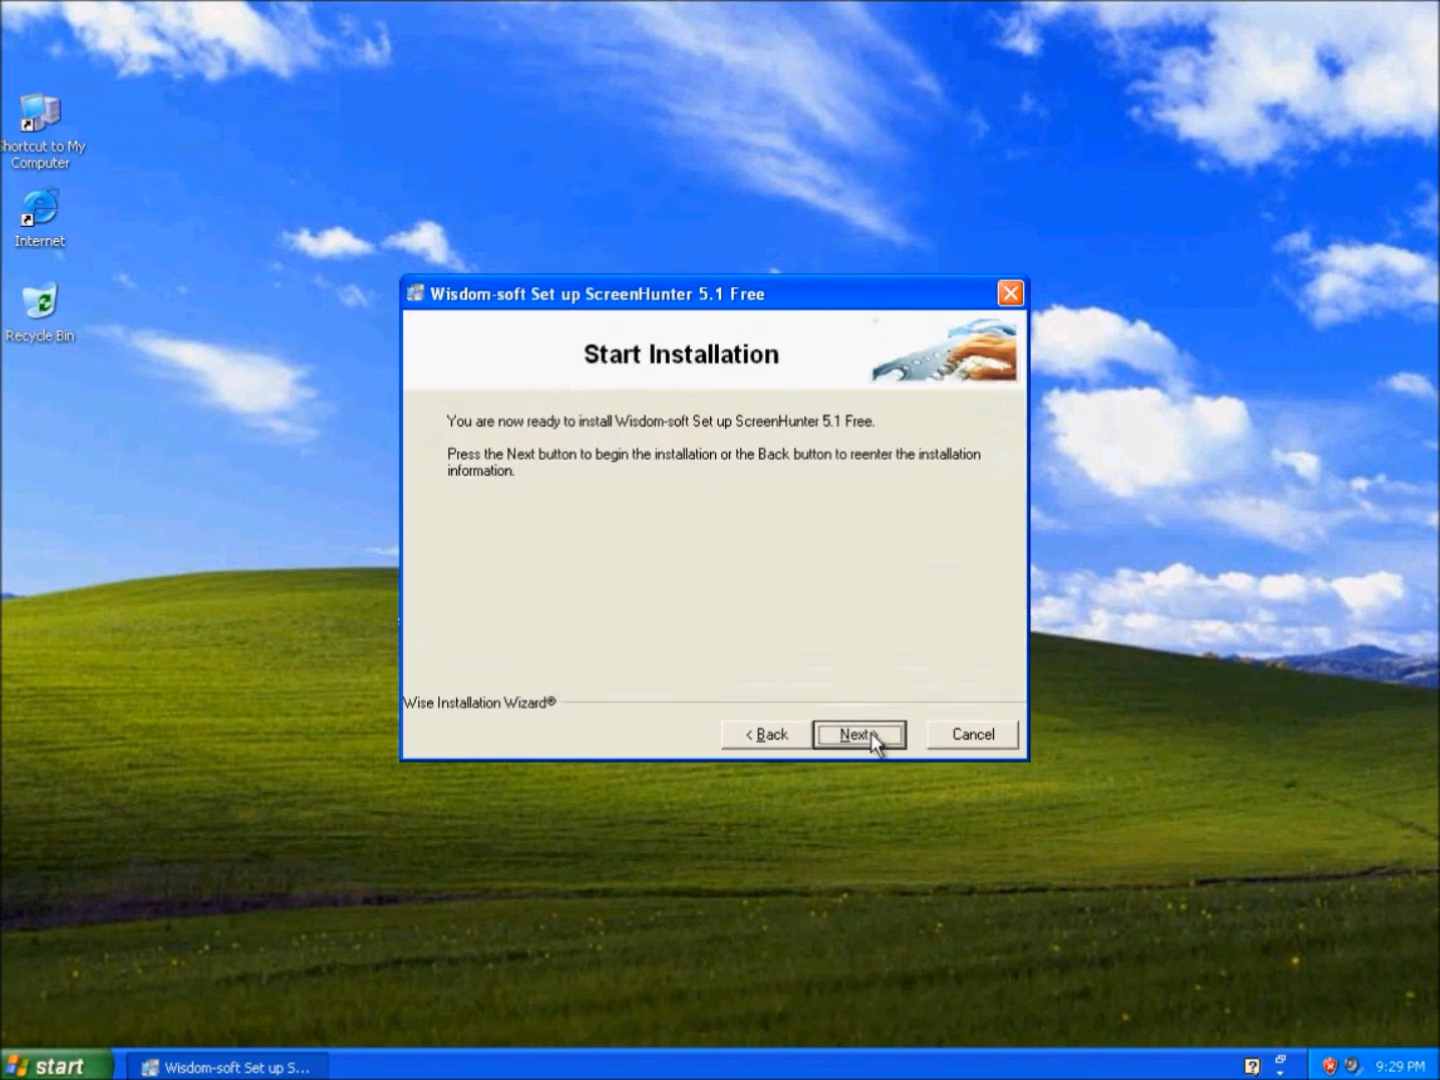 Shortcut to My
Computer
Internet
Recycle Bin
Wisdom-soft Set up ScreenHunter 5.1 Free
Start Installation
You are now ready to install Wisdom-soft Set up ScreenHunter 5.1 Free.
Press the Next button to begin the installation or the Back button to reenter the installation
information.
Wise Installation Wizard®
< Back
Next >
Cancel
start
Wisdom-soft Set up S...
9:29 PM